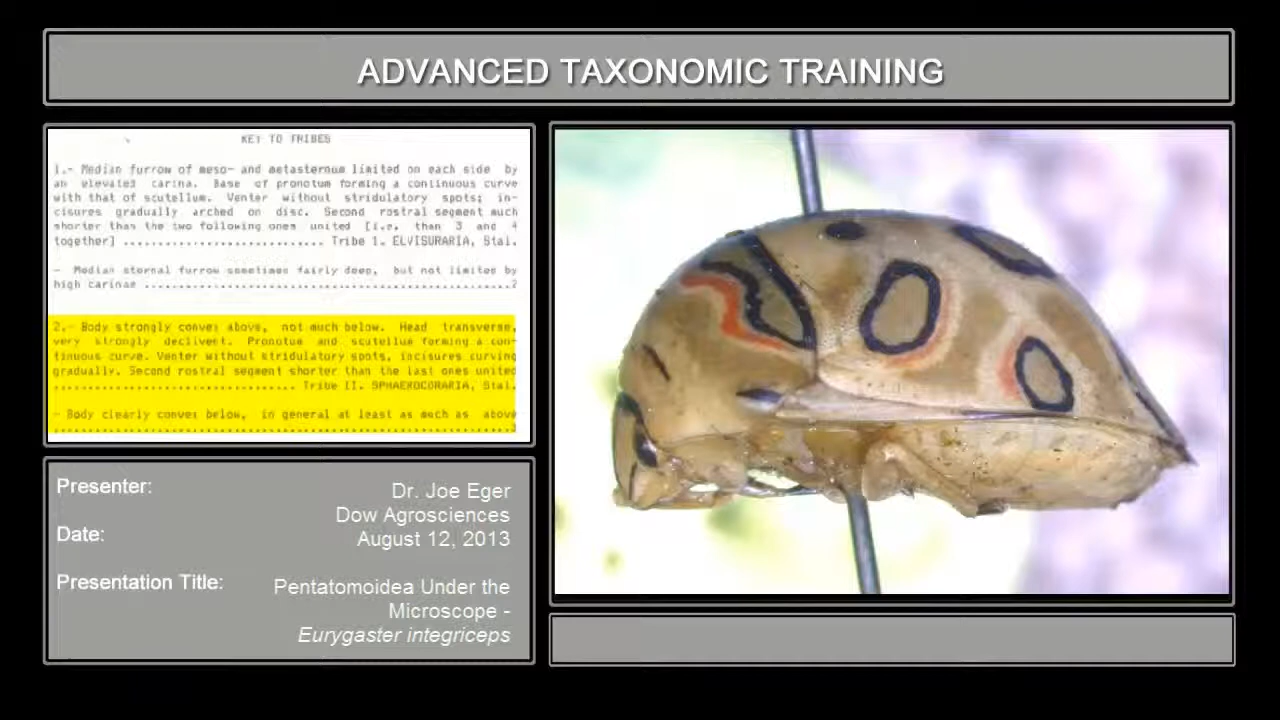 ADVANCED TAXONOMIC TRAINING
KEY TO TRIBES
1.- Median furrow of meso- and metasternum limited on each side by
an elevated carina. Base of pronotum forming a continuous curve
with that of scutellum. Venter without stridulatory spots; in-
cisures gradually arched on disc. Second rostral segment much
shorter than the two following ones united [i.e. than 3 and 4
together] ............................ Tribe 1. ELVISURARIA, Stal.
- Median sternal furrow sometimes fairly deep, but not limited by
high carinae ...................................................2
2.- Body strongly convex above, not much below. Head transverse,
very strongly declivent. Pronotum and scutellum forming a con-
tinuous curve. Venter without stridulatory spots, incisures curving
gradually. Second rostral segment shorter than the last ones united
................................ Tribe II. SPHAEROCORARIA, Stal.
- Body clearly convex below, in general at least as much as above
Presenter:
Dr. Joe Eger
Dow Agrosciences
Date:
August 12, 2013
Presentation Title:
Pentatomoidea Under the
Microscope -
Eurygaster integriceps